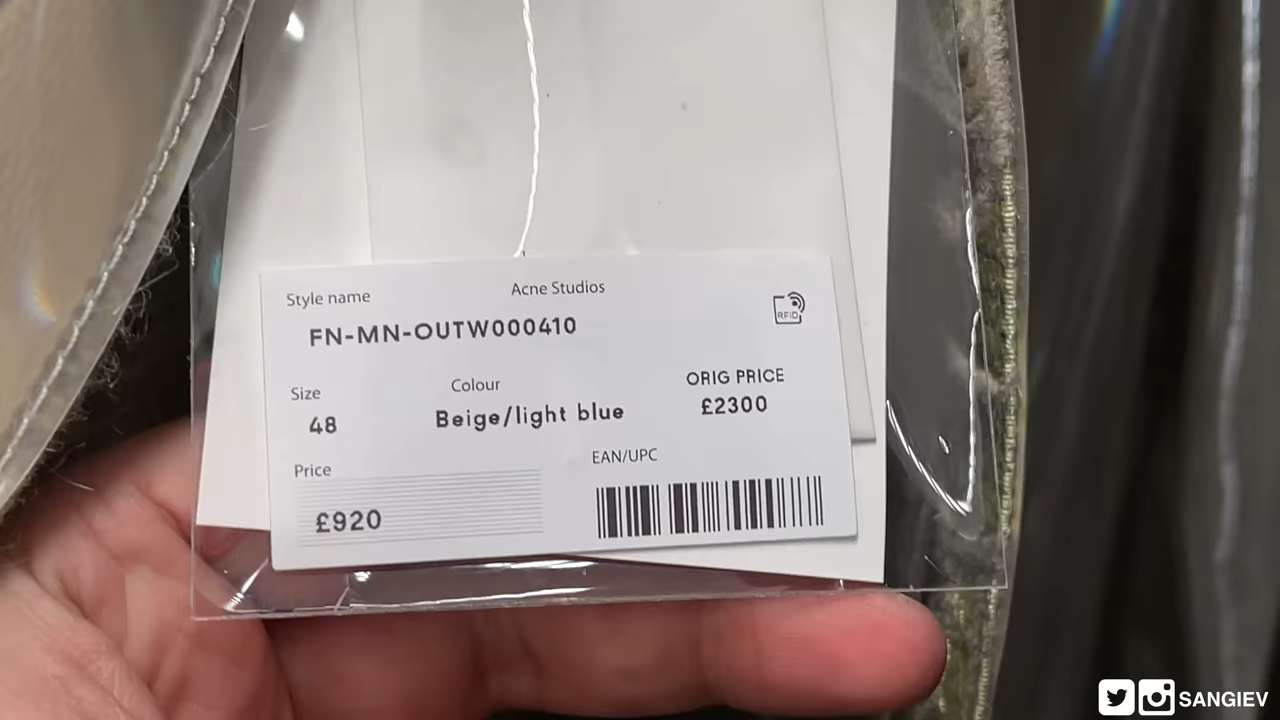 Style name
Acne Studios
FN-MN-OUTW000410
RFID
Size
Colour
ORIG PRICE
48
Beige/light blue
£2300
Price
EAN/UPC
£920
SANGIEV